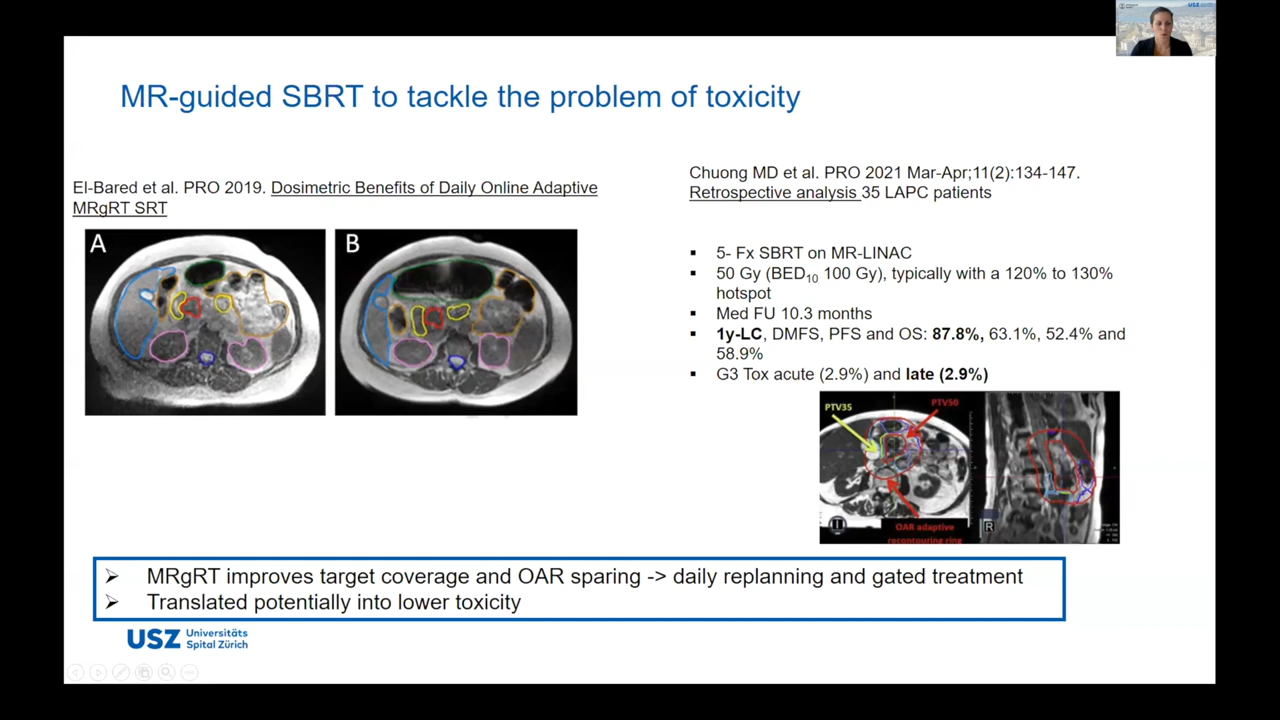 MR-guided SBRT to tackle the problem of toxicity
El-Bared et al. PRO 2019. Dosimetric Benefits of Daily Online Adaptive
MRgRT SRT
A
B
Chuong MD et al. PRO 2021 Mar-Apr;11(2):134-147.
Retrospective analysis 35 LAPC patients
▪ 5- Fx SBRT on MR-LINAC
▪ 50 Gy (BED10 100 Gy), typically with a 120% to 130%
hotspot
▪ Med FU 10.3 months
▪ 1y-LC, DMFS, PFS and OS: 87.8%, 63.1%, 52.4% and
58.9%
▪ G3 Tox acute (2.9%) and late (2.9%)
PTV35
PTV50
OAR adaptive
recontouring ring
R
➢ MRgRT improves target coverage and OAR sparing -> daily replanning and gated treatment
➢ Translated potentially into lower toxicity
USZ Universitäts
Spital Zürich
USZ